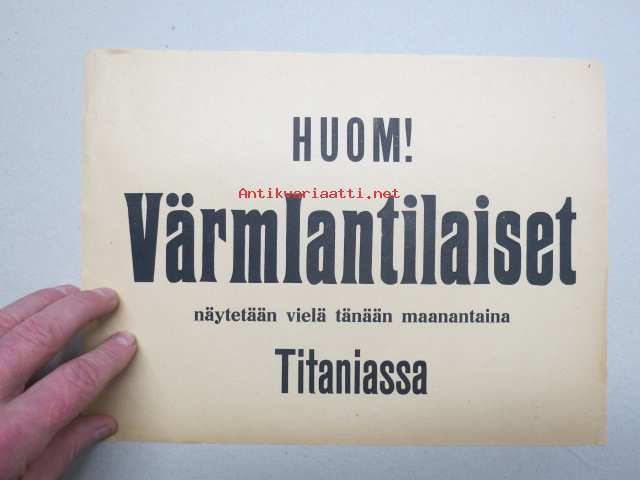 HUOM!
Antikvariaatti.net
Värmlantilaiset
näytetään vielä tänään maanantaina
Titaniassa